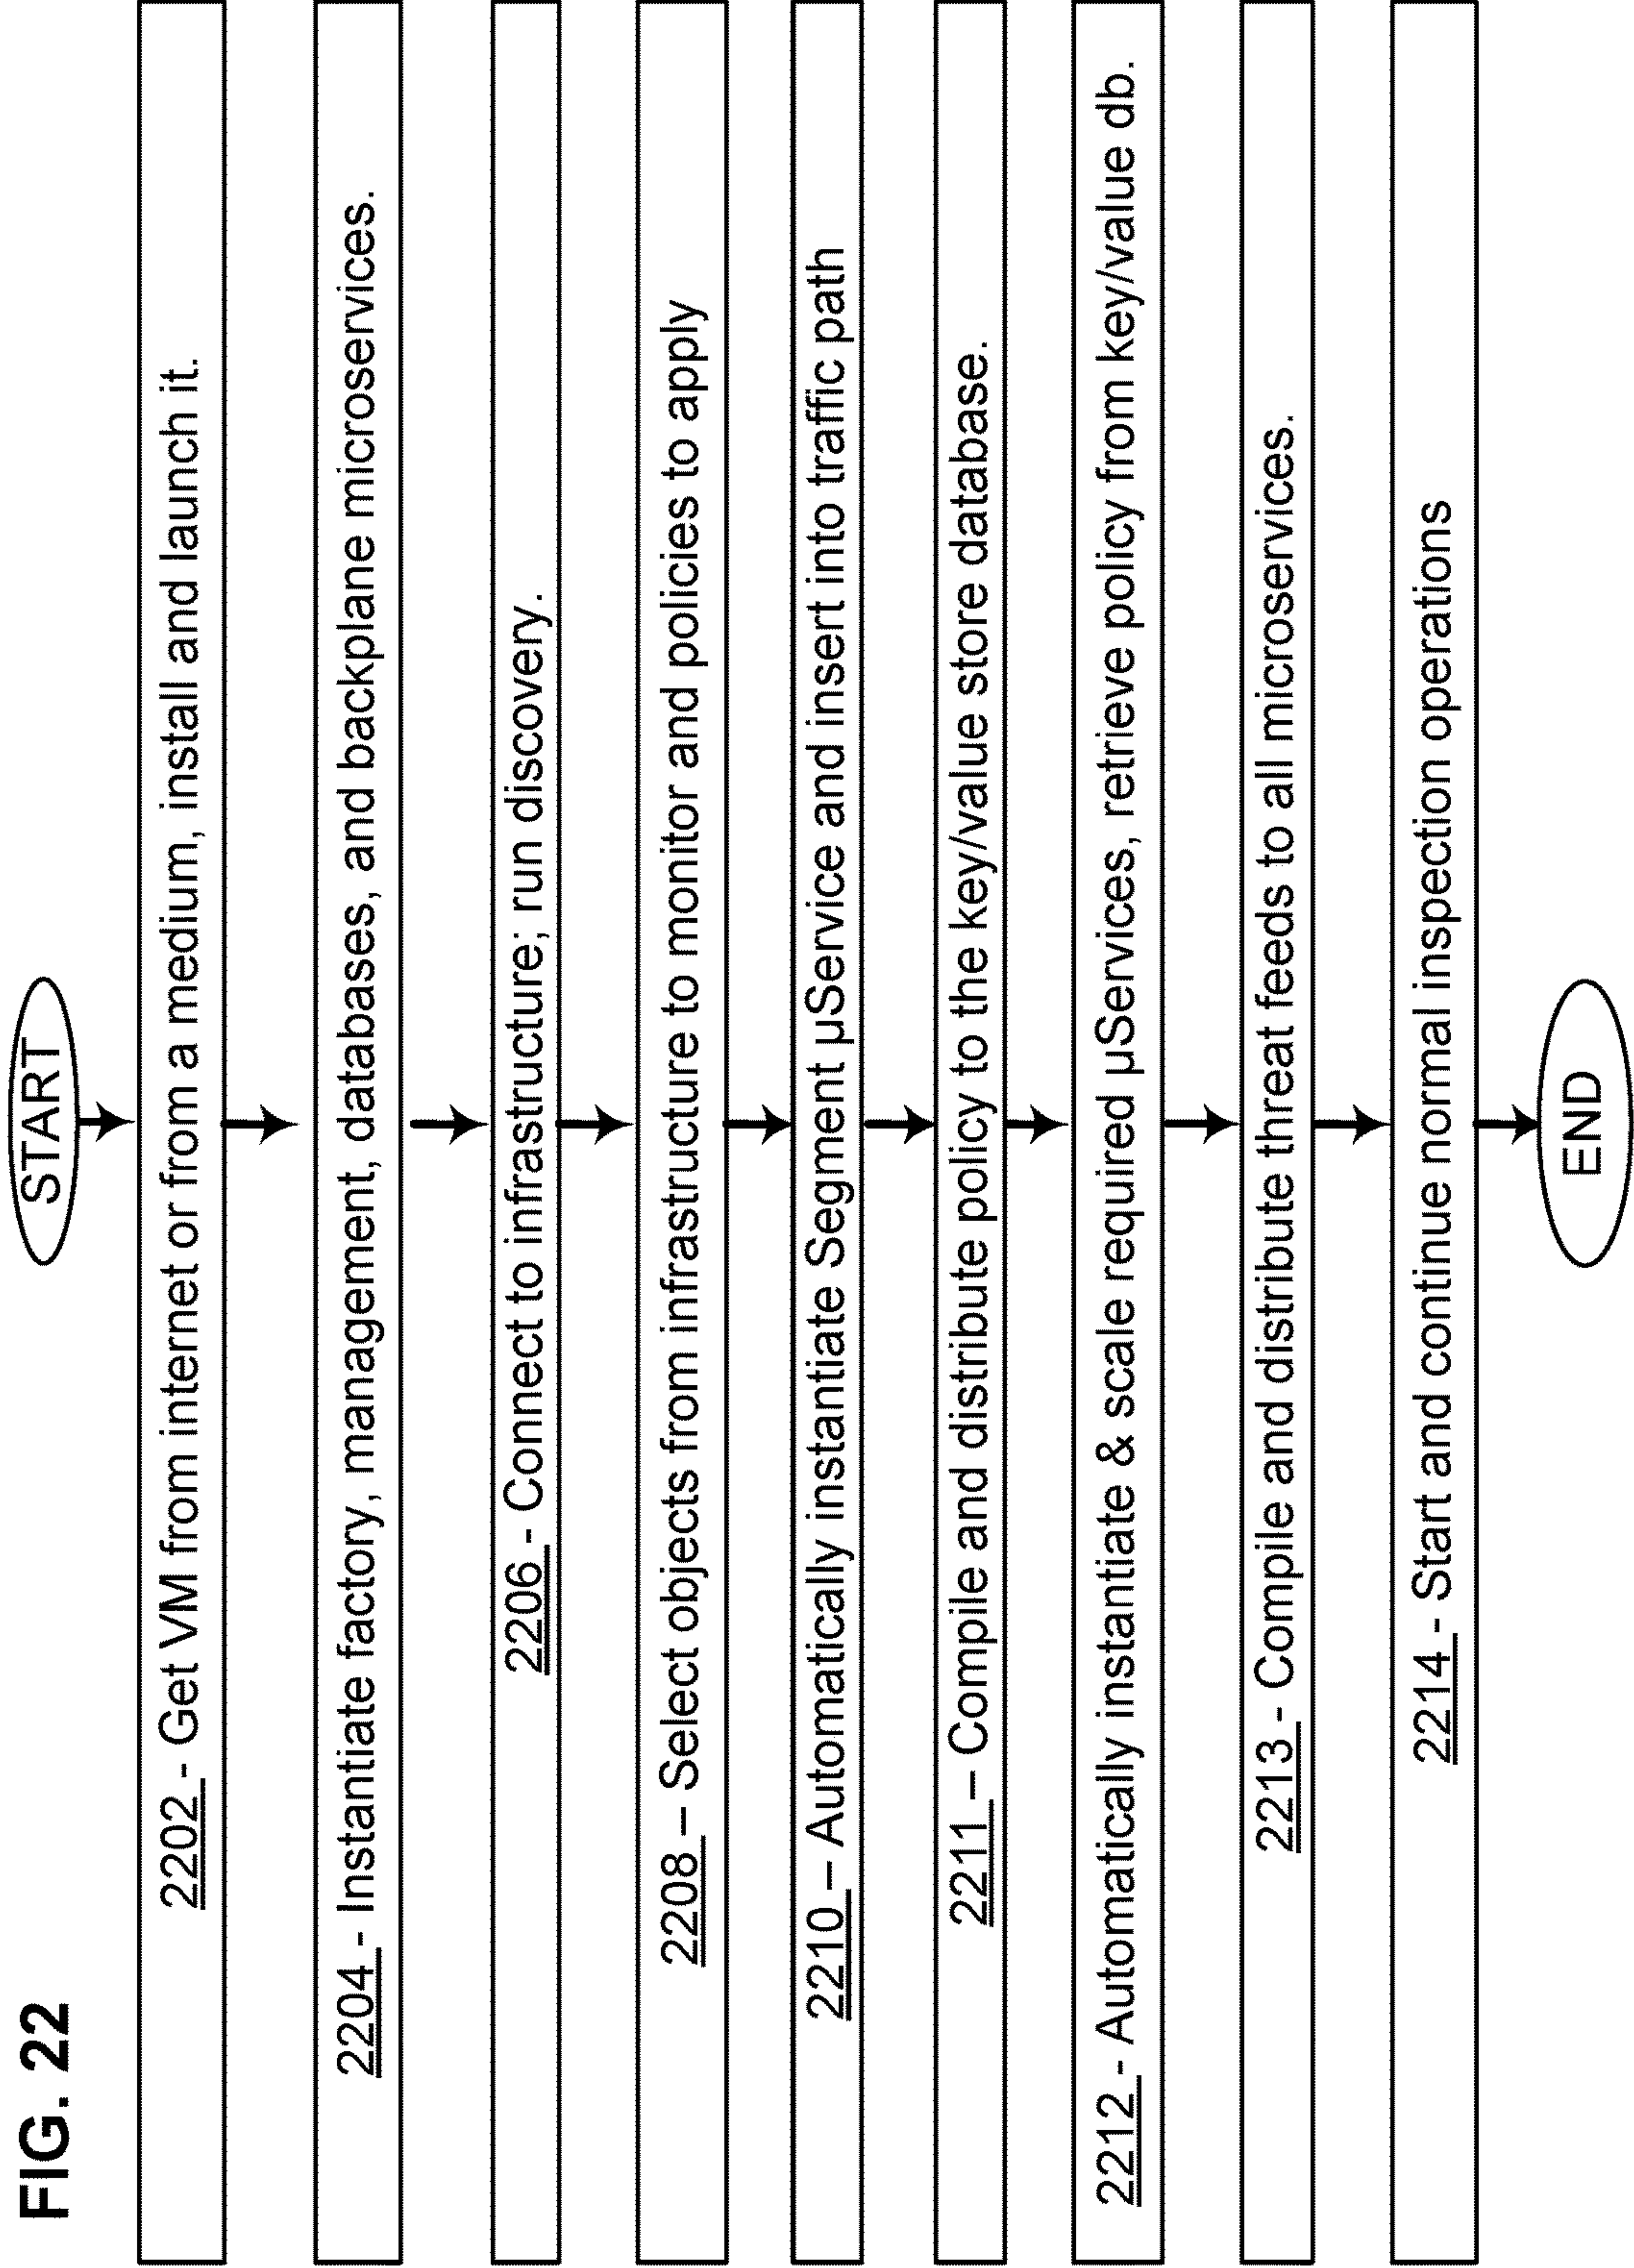 FIG. 22
START
2202 - Get VM from internet or from a medium, install and launch it.
2204 - Instantiate factory, management, databases, and backplane microservices.
2206 - Connect to infrastructure; run discovery.
2208 – Select objects from infrastructure to monitor and policies to apply
2210 – Automatically instantiate Segment µService and insert into traffic path
2211 – Compile and distribute policy to the key/value store database.
2212 - Automatically instantiate & scale required µServices, retrieve policy from key/value db.
2213 - Compile and distribute threat feeds to all microservices.
2214 - Start and continue normal inspection operations
END